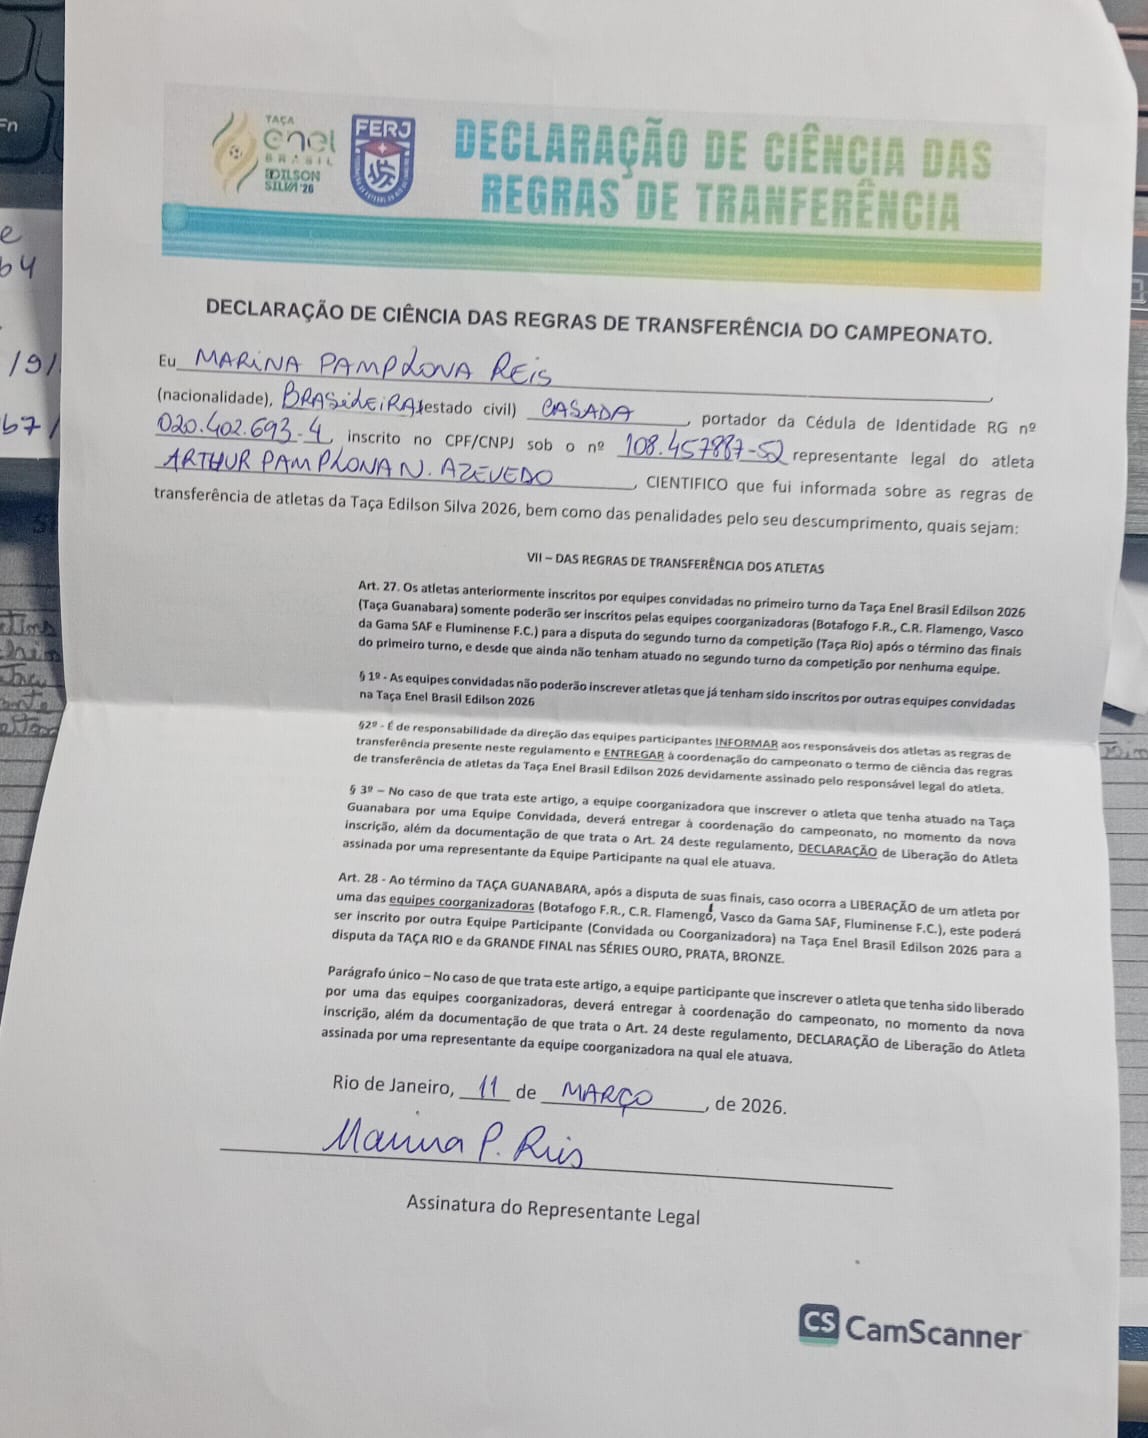 Fn
TAÇA
enel
BRASIL
EDILSON
SILVA '26
FERJ
DECLARAÇÃO DE CIÊNCIA DAS
REGRAS DE TRANFERÊNCIA
DECLARAÇÃO DE CIÊNCIA DAS REGRAS DE TRANSFERÊNCIA DO CAMPEONATO.
Eu MARINA PAMPLONA REIS,
(nacionalidade), BRASILEIRA, (estado civil) CASADA, portador da Cédula de Identidade RG nº
020.402.693-4, inscrito no CPF/CNPJ sob o nº 108.457887-52 representante legal do atleta
ARTHUR PAMPLONA N. AZEVEDO, CIENTIFICO que fui informada sobre as regras de
transferência de atletas da Taça Edilson Silva 2026, bem como das penalidades pelo seu descumprimento, quais sejam:
VII – DAS REGRAS DE TRANSFERÊNCIA DOS ATLETAS
Art. 27. Os atletas anteriormente inscritos por equipes convidadas no primeiro turno da Taça Enel Brasil Edilson 2026
(Taça Guanabara) somente poderão ser inscritos pelas equipes coorganizadoras (Botafogo F.R., C.R. Flamengo, Vasco
da Gama SAF e Fluminense F.C.) para a disputa do segundo turno da competição (Taça Rio) após o término das finais
do primeiro turno, e desde que ainda não tenham atuado no segundo turno da competição por nenhuma equipe.
§ 1º - As equipes convidadas não poderão inscrever atletas que já tenham sido inscritos por outras equipes convidadas
na Taça Enel Brasil Edilson 2026
§2º - É de responsabilidade da direção das equipes participantes INFORMAR aos responsáveis dos atletas as regras de
transferência presente neste regulamento e ENTREGAR à coordenação do campeonato o termo de ciência das regras
de transferência de atletas da Taça Enel Brasil Edilson 2026 devidamente assinado pelo responsável legal do atleta.
§ 3º – No caso de que trata este artigo, a equipe coorganizadora que inscrever o atleta que tenha atuado na Taça
Guanabara por uma Equipe Convidada, deverá entregar à coordenação do campeonato, no momento da nova
inscrição, além da documentação de que trata o Art. 24 deste regulamento, DECLARAÇÃO de Liberação do Atleta
assinada por uma representante da Equipe Participante na qual ele atuava.
Art. 28 - Ao término da TAÇA GUANABARA, após a disputa de suas finais, caso ocorra a LIBERAÇÃO de um atleta por
uma das equipes coorganizadoras (Botafogo F.R., C.R. Flamengo, Vasco da Gama SAF, Fluminense F.C.), este poderá
ser inscrito por outra Equipe Participante (Convidada ou Coorganizadora) na Taça Enel Brasil Edilson 2026 para a
disputa da TAÇA RIO e da GRANDE FINAL nas SÉRIES OURO, PRATA, BRONZE.
Parágrafo único – No caso de que trata este artigo, a equipe participante que inscrever o atleta que tenha sido liberado
por uma das equipes coorganizadoras, deverá entregar à coordenação do campeonato, no momento da nova
inscrição, além da documentação de que trata o Art. 24 deste regulamento, DECLARAÇÃO de Liberação do Atleta
assinada por uma representante da equipe coorganizadora na qual ele atuava.
Rio de Janeiro, 11 de MARÇO, de 2026.
Marina P. Reis
Assinatura do Representante Legal
CS CamScanner